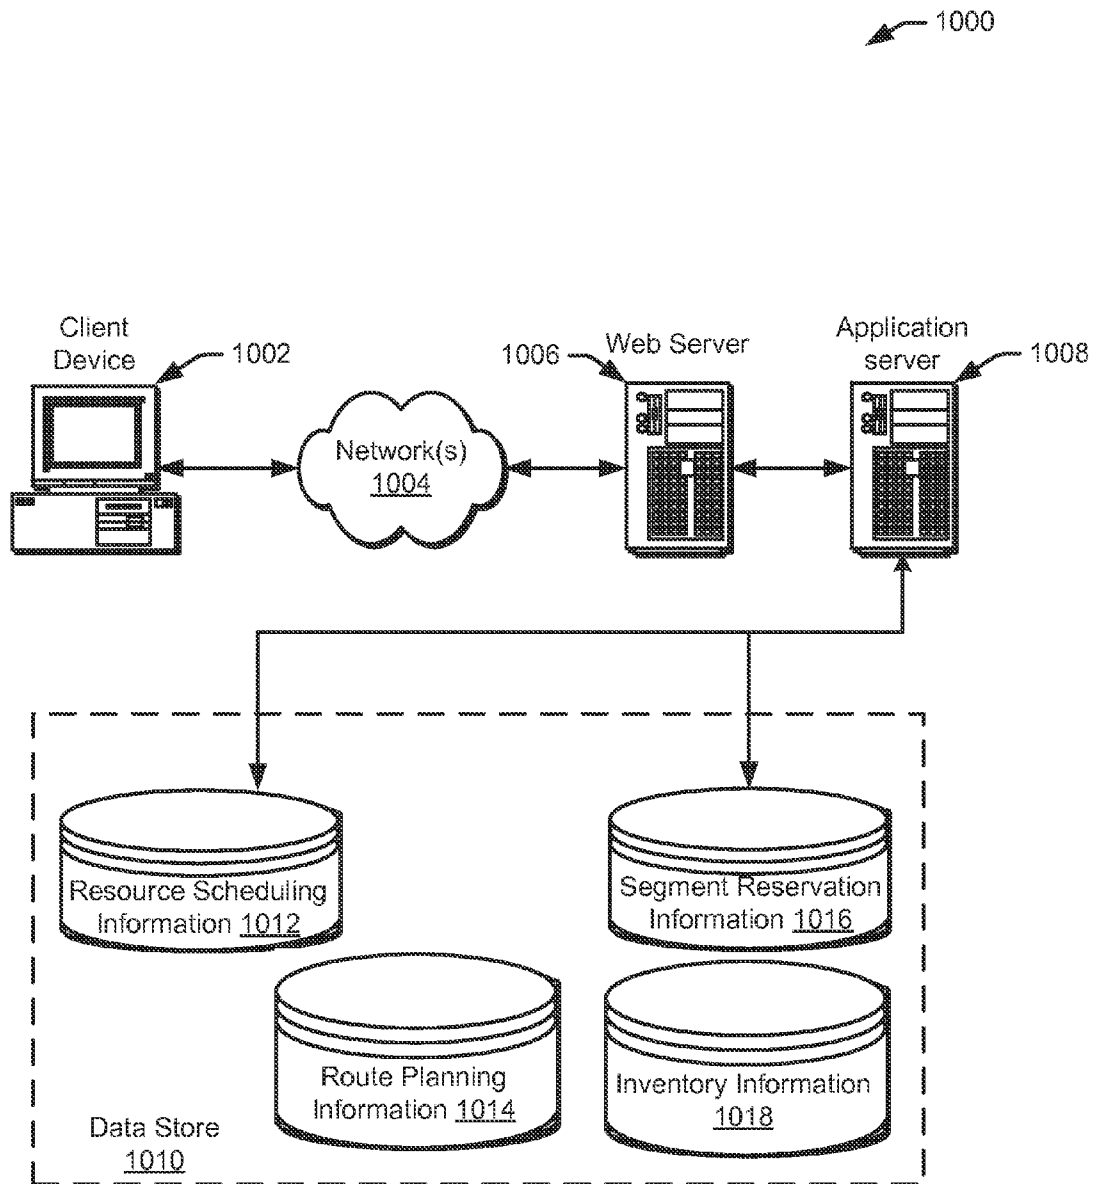 1000
Client
Device
1002
Network(s)
1004
1006
Web Server
Application
server
1008
Resource Scheduling
Information 1012
Segment Reservation
Information 1016
Route Planning
Information 1014
Inventory Information
1018
Data Store
1010